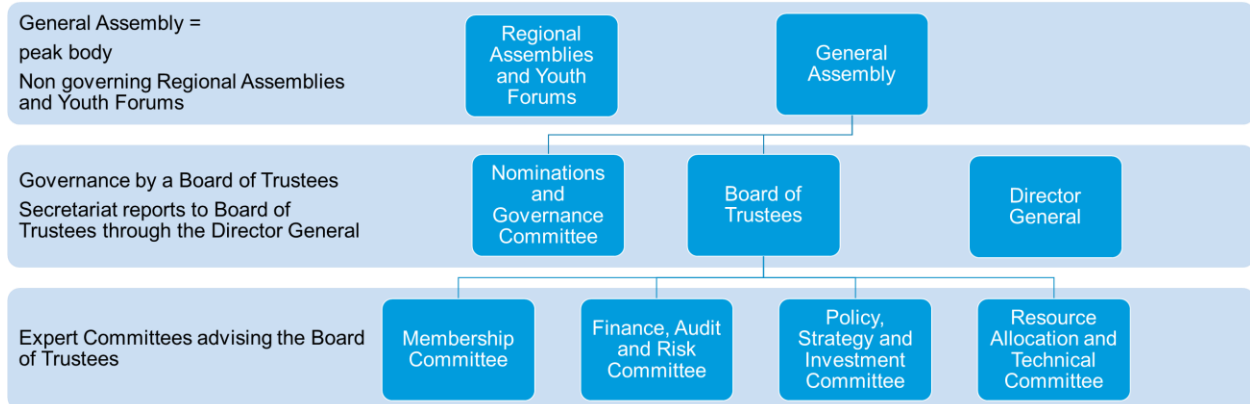 General Assembly =
peak body
Non governing Regional Assemblies
and Youth Forums
Regional
Assemblies
and Youth
Forums
General
Assembly
Governance by a Board of Trustees
Secretariat reports to Board of
Trustees through the Director General
Nominations
and
Governance
Committee
Board of
Trustees
Director
General
Expert Committees advising the Board
of Trustees
Membership
Committee
Finance, Audit
and Risk
Committee
Policy,
Strategy and
Investment
Committee
Resource
Allocation and
Technical
Committee